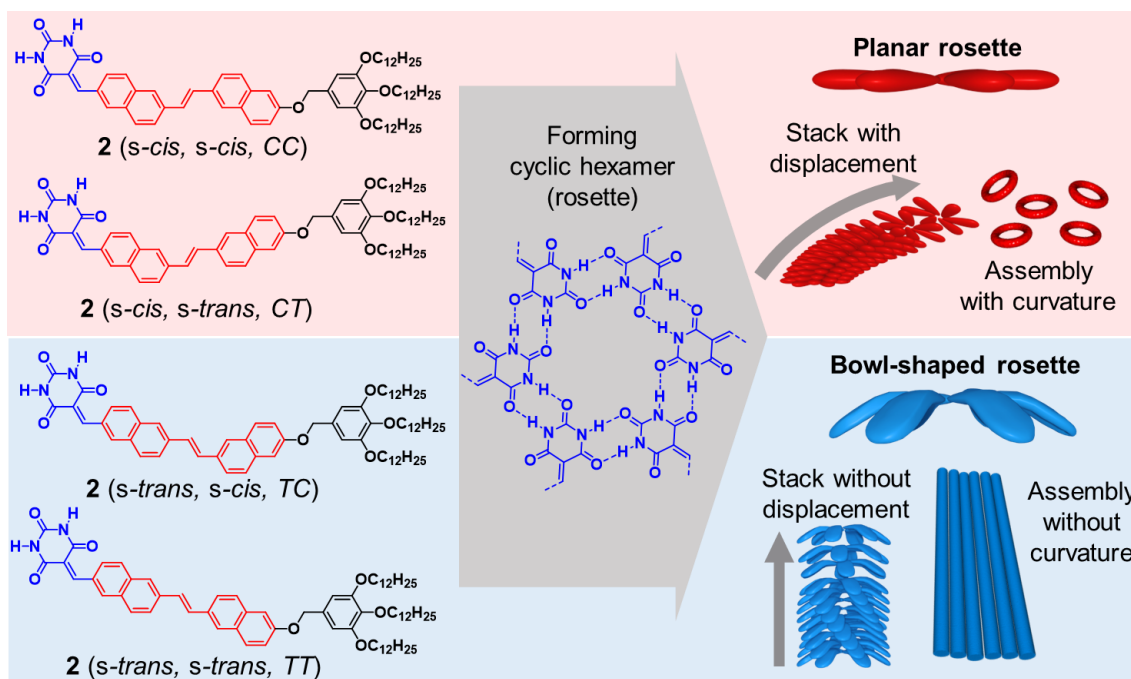 2 (s-cis, s-cis, CC)
2 (s-cis, s-trans, CT)
2 (s-trans, s-cis, TC)
2 (s-trans, s-trans, TT)
O
H
N
N
H
O
O
O
OC₁₂H₂₅
OC₁₂H₂₅
OC₁₂H₂₅
Forming
cyclic hexamer
(rosette)
Planar rosette
Stack with
displacement
Assembly
with curvature
Bowl-shaped rosette
Stack without
displacement
Assembly
without
curvature